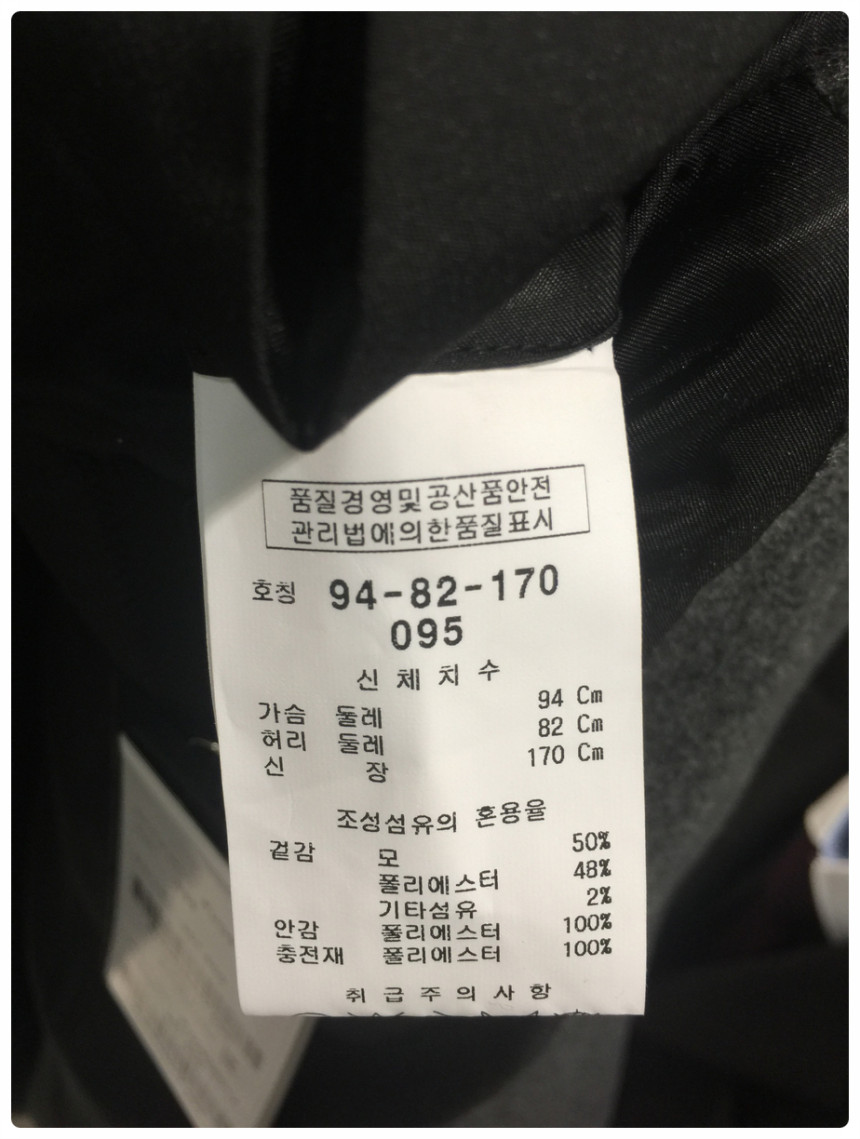 품질경영및공산품안전
관리법에의한품질표시
호칭 94-82-170
095
신체치수
가슴 둘레 94 Cm
허리 둘레 82 Cm
신 장 170 Cm
조성섬유의 혼용율
겉감 모 50%
폴리에스터 48%
기타섬유 2%
안감 폴리에스터 100%
충전재 폴리에스터 100%
취급주의사항